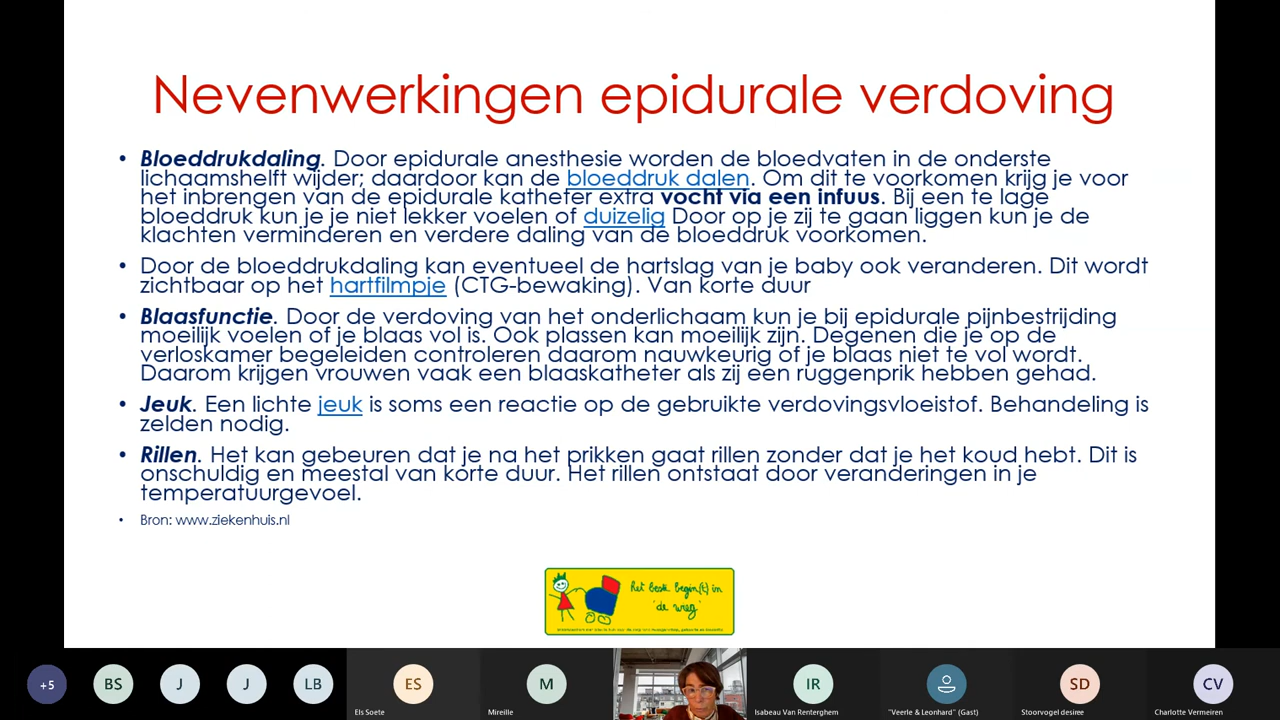 Nevenwerkingen epidurale verdoving
• Bloeddrukdaling. Door epidurale anesthesie worden de bloedvaten in de onderste
lichaamshelft wijder; daardoor kan de bloeddruk dalen. Om dit te voorkomen krijg je voor
het inbrengen van de epidurale katheter extra vocht via een infuus. Bij een te lage
bloeddruk kun je je niet lekker voelen of duizelig Door op je zij te gaan liggen kun je de
klachten verminderen en verdere daling van de bloeddruk voorkomen.
• Door de bloeddrukdaling kan eventueel de hartslag van je baby ook veranderen. Dit wordt
zichtbaar op het hartfilmpje (CTG-bewaking). Van korte duur
• Blaasfunctie. Door de verdoving van het onderlichaam kun je bij epidurale pijnbestrijding
moeilijk voelen of je blaas vol is. Ook plassen kan moeilijk zijn. Degenen die je op de
verloskamer begeleiden controleren daarom nauwkeurig of je blaas niet te vol wordt.
Daarom krijgen vrouwen vaak een blaaskatheter als zij een ruggenprik hebben gehad.
• Jeuk. Een lichte jeuk is soms een reactie op de gebruikte verdovingsvloeistof. Behandeling is
zelden nodig.
• Rillen. Het kan gebeuren dat je na het prikken gaat rillen zonder dat je het koud hebt. Dit is
onschuldig en meestal van korte duur. Het rillen ontstaat door veranderingen in je
temperatuurgevoel.
• Bron: www.ziekenhuis.nl
het beste begin(t) in
'de wieg'
+5
BS
J
J
LB
ES
M
IR
SD
CV
Els Soete
Mireille
Isabeau Van Renterghem
"Veerle & Leonhard" (Gast)
Stoorvogel desiree
Charlotte Vermeiren